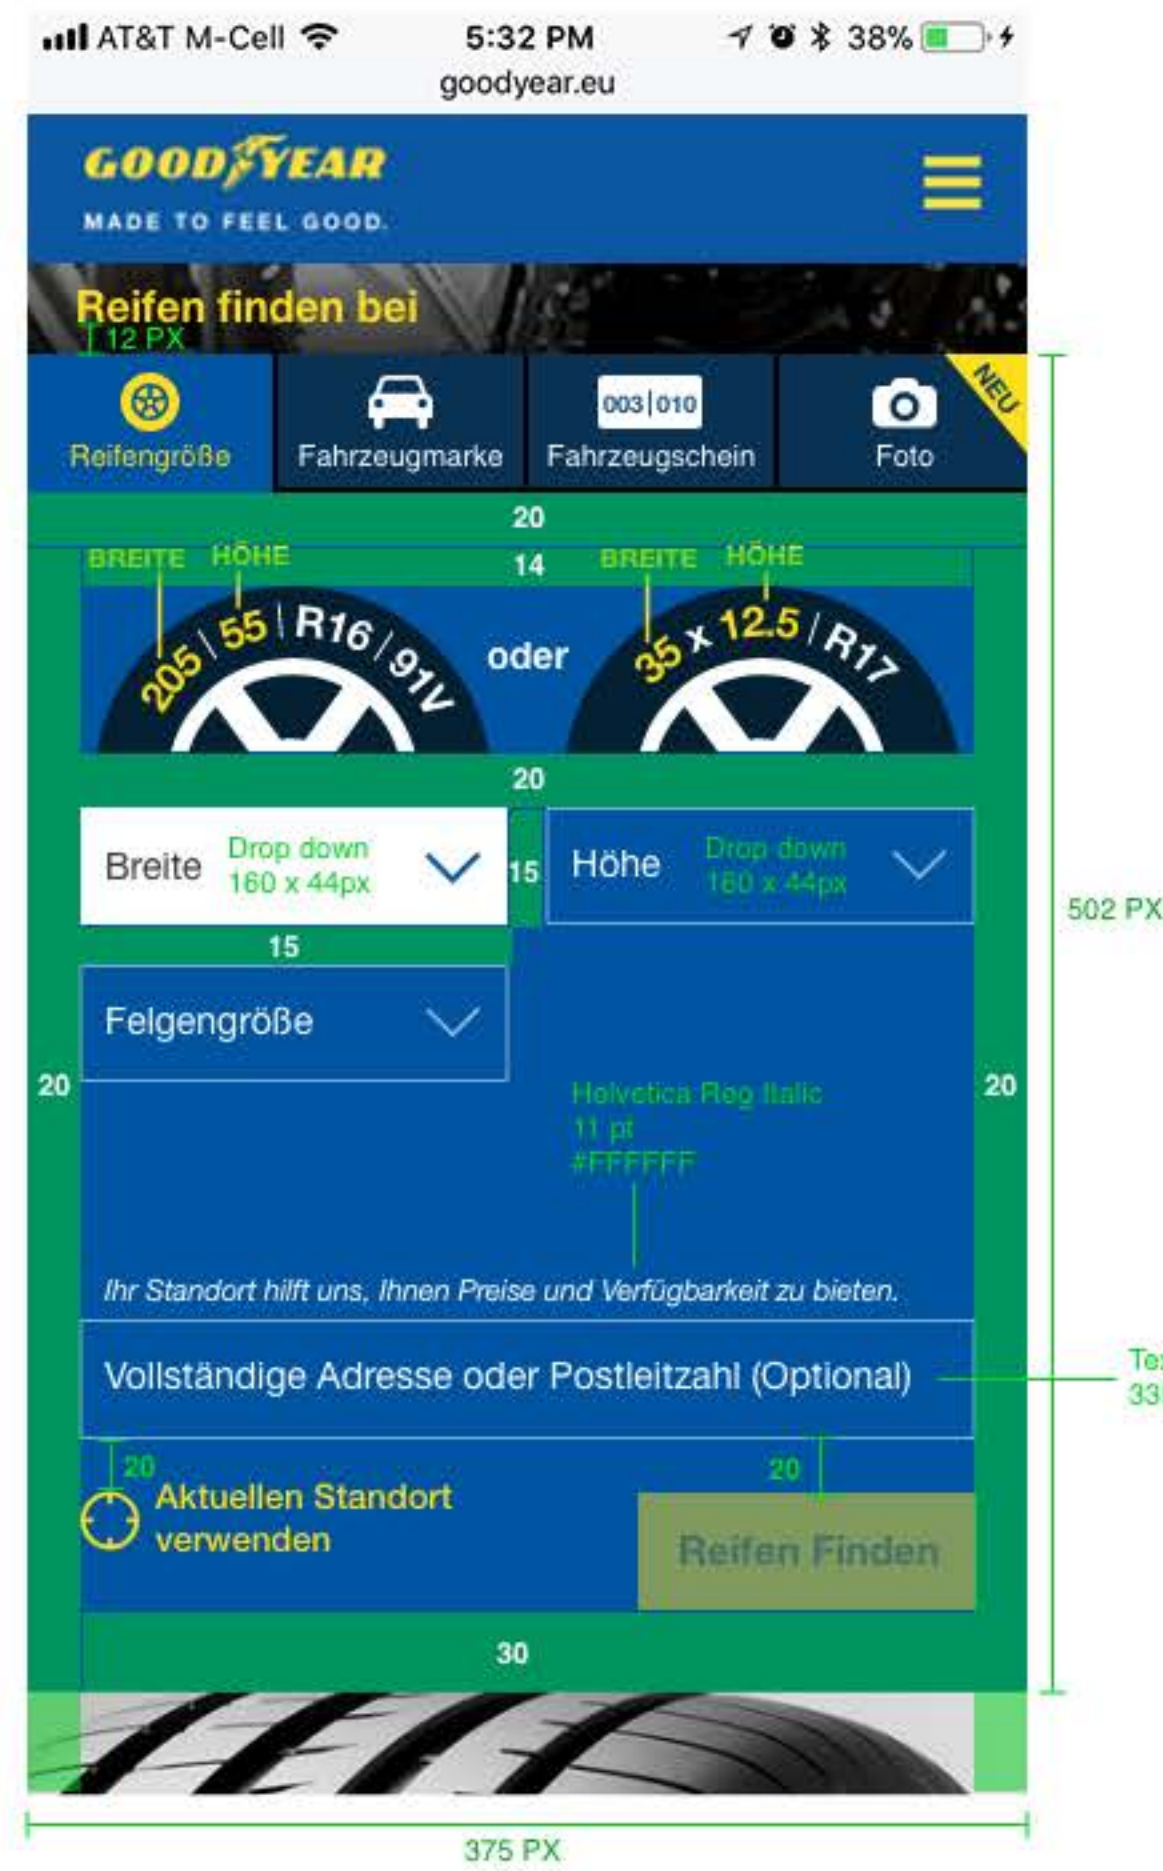 AT&T M-Cell 5:32 PM 38%
goodyear.eu
GOODYEAR
MADE TO FEEL GOOD.
Reifen finden bei
12 PX
NEU
003|010
Reifengröße Fahrzeugmarke Fahrzeugschein Foto
20
BREITE HÖHE 14 BREITE HÖHE
205 | 55 | R16 | 91V oder 35 x 12.5 | R17
20
Breite Drop down 160 x 44px 15 Höhe Drop down 160 x 44px
502 PX
15
Felgengröße
20 20
Helvetica Reg Italic
11 pt
#FFFFFF
Ihr Standort hilft uns, Ihnen Preise und Verfügbarkeit zu bieten.
Vollständige Adresse oder Postleitzahl (Optional)
33
20 20
Aktuellen Standort
verwenden
Reifen Finden
30
375 PX